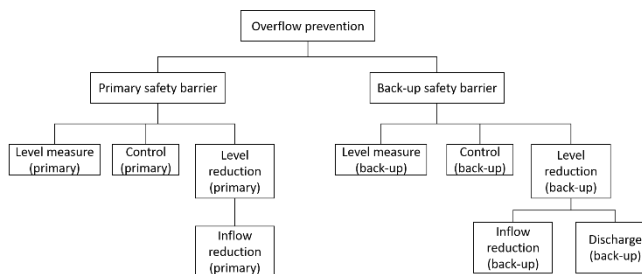 Overflow prevention
Primary safety barrier
Back-up safety barrier
Level measure
(primary)
Control
(primary)
Level
reduction
(primary)
Level measure
(back-up)
Control
(back-up)
Level
reduction
(back-up)
Inflow
reduction
(primary)
Inflow
reduction
(back-up)
Discharge
(back-up)